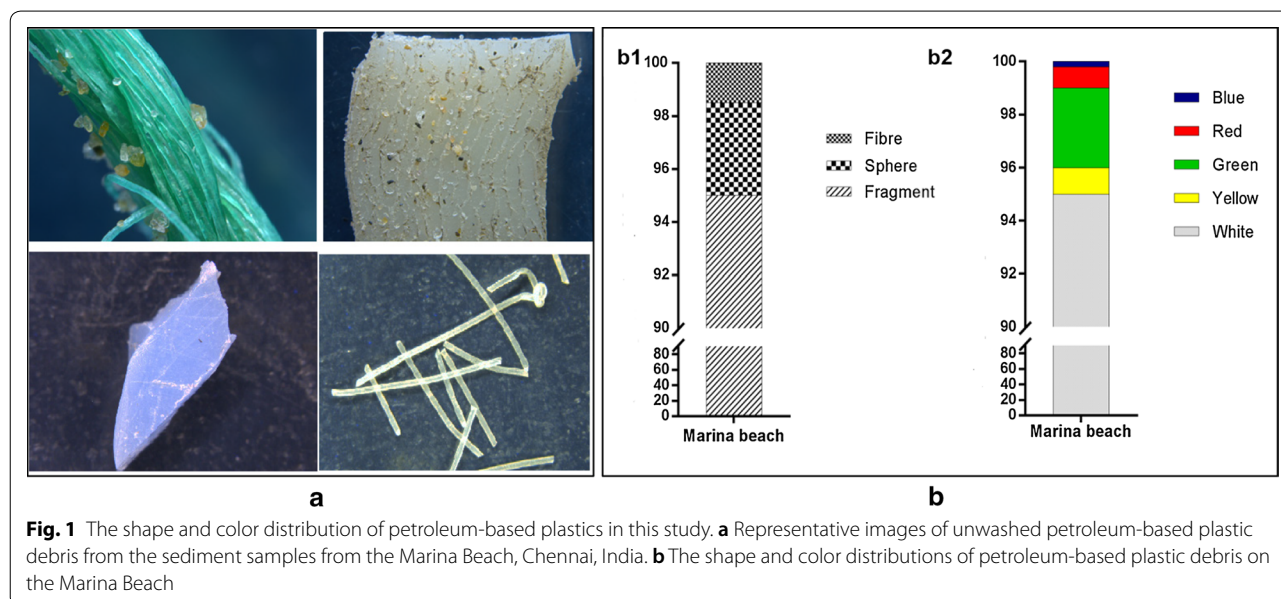 b1
100
98
96
94
92
90
80
60
40
20
0
Marina beach
Fibre
Sphere
Fragment
b2
100
98
96
94
92
90
80
60
40
20
0
Marina beach
Blue
Red
Green
Yellow
White
a
b
Fig. 1 The shape and color distribution of petroleum-based plastics in this study. a Representative images of unwashed petroleum-based plastic
debris from the sediment samples from the Marina Beach, Chennai, India. b The shape and color distributions of petroleum-based plastic debris on
the Marina Beach